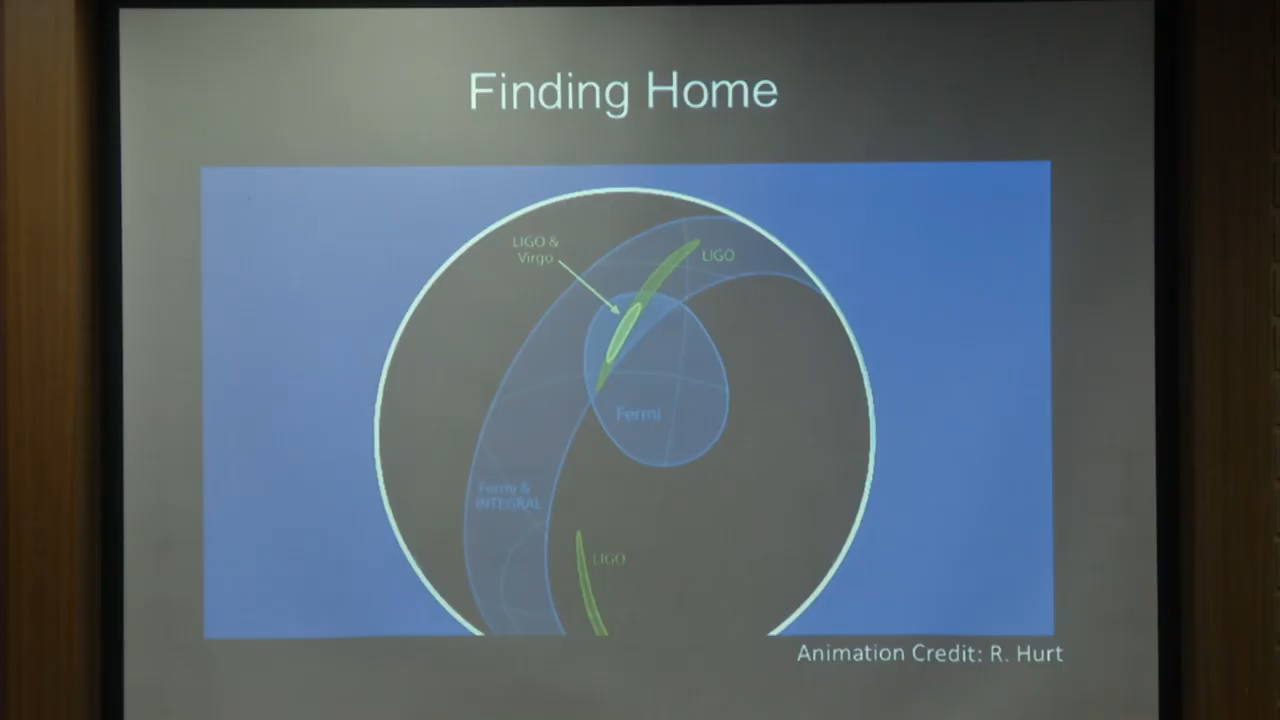 Finding Home
LIGO &
Virgo
LIGO
Fermi
Fermi &
INTEGRAL
LIGO
Animation Credit: R. Hurt